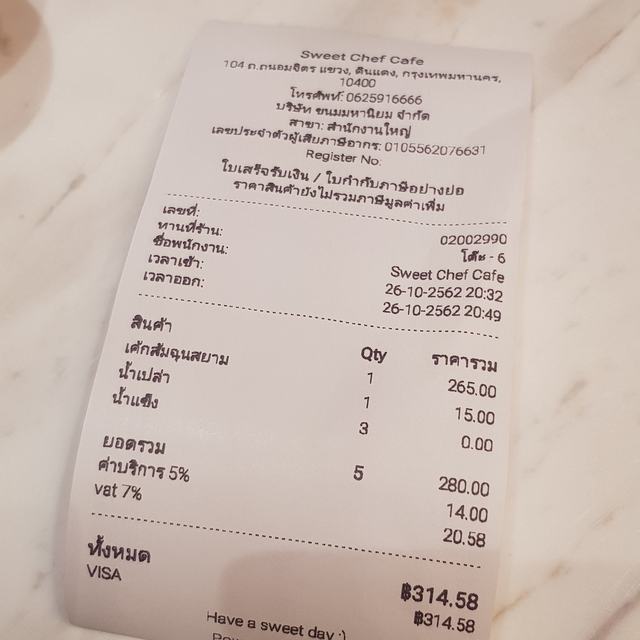 Sweet Chef Cafe
104 ถ.ถนอมจิตร แขวง, ดินแดง, กรุงเทพมหานคร,
10400
โทรศัพท์: 0625916666
บริษัท ขนมมหานิยม จำกัด
สาขา: สำนักงานใหญ่
เลขประจำตัวผู้เสียภาษีอากร: 0105562076631
Register No:
ใบเสร็จรับเงิน / ใบกำกับภาษีอย่างย่อ
ราคาสินค้ายังไม่รวมภาษีมูลค่าเพิ่ม
เลขที่: 02002990
ทานที่ร้าน: โต๊ะ - 6
ชื่อพนักงาน: Sweet Chef Cafe
เวลาเข้า: 26-10-2562 20:32
เวลาออก: 26-10-2562 20:49
สินค้า Qty ราคารวม
เค้กสัมฉุนสยาม 1 265.00
น้ำเปล่า 1 15.00
น้ำแข็ง 3 0.00
ยอดรวม 5 280.00
ค่าบริการ 5% 14.00
vat 7% 20.58
ทั้งหมด ฿314.58
VISA ฿314.58
Have a sweet day :)